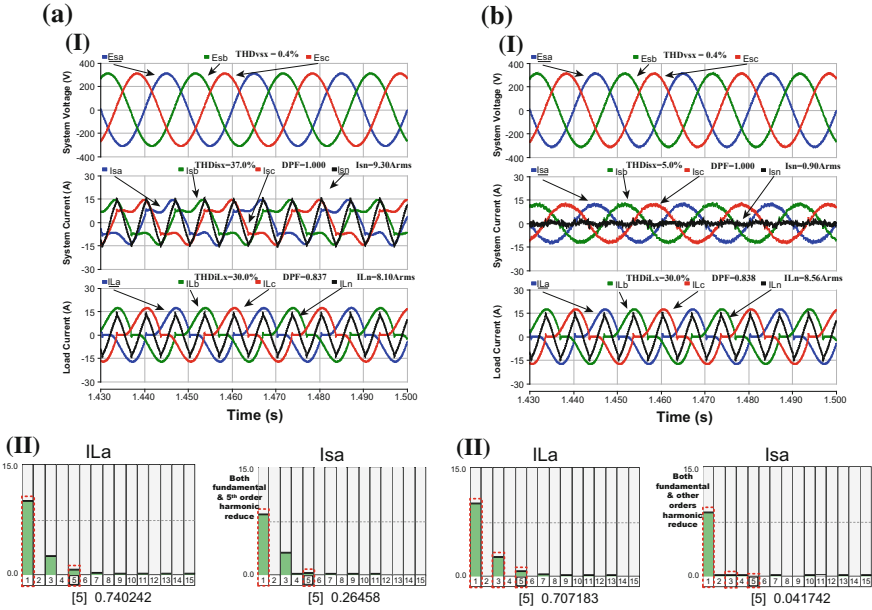 (a)
(I)
Esa Esb THDvsx = 0.4% Esc
System Voltage (V)
400
200
0
-200
-400
THDisx=37.0% DPF=1.000 Isn=9.30Arms
Isa Isb Isc Isn
System Current (A)
30
15
0
-15
-30
THDiLx=30.0% DPF=0.837 ILn=8.10Arms
ILa ILb ILc ILn
Load Current (A)
30
15
0
-15
-30
1.430 1.440 1.450 1.460 1.470 1.480 1.490 1.500
Time (s)
(II)
ILa
15.0
0.0
1 2 3 4 5 6 7 8 9 10 11 12 13 14 15
[5] 0.740242
Isa
15.0
Both
fundamental
& 5th order
harmonic
reduce
0.0
1 2 3 4 5 6 7 8 9 10 11 12 13 14 15
[5] 0.26458
(b)
(I)
Esa Esb THDvsx = 0.4% Esc
System Voltage (V)
400
200
0
-200
-400
THDisx=5.0% DPF=1.000 Isn=0.90Arms
Isa Isb Isc Isn
System Current (A)
30
15
0
-15
-30
THDiLx=30.0% DPF=0.838 ILn=8.56Arms
ILa ILb ILc ILn
Load Current (A)
30
15
0
-15
-30
1.430 1.440 1.450 1.460 1.470 1.480 1.490 1.500
Time (s)
(II)
ILa
15.0
0.0
1 2 3 4 5 6 7 8 9 10 11 12 13 14 15
[5] 0.707183
Isa
15.0
Both
fundamental
& other
orders
harmonic
reduce
0.0
1 2 3 4 5 6 7 8 9 10 11 12 13 14 15
[5] 0.041742